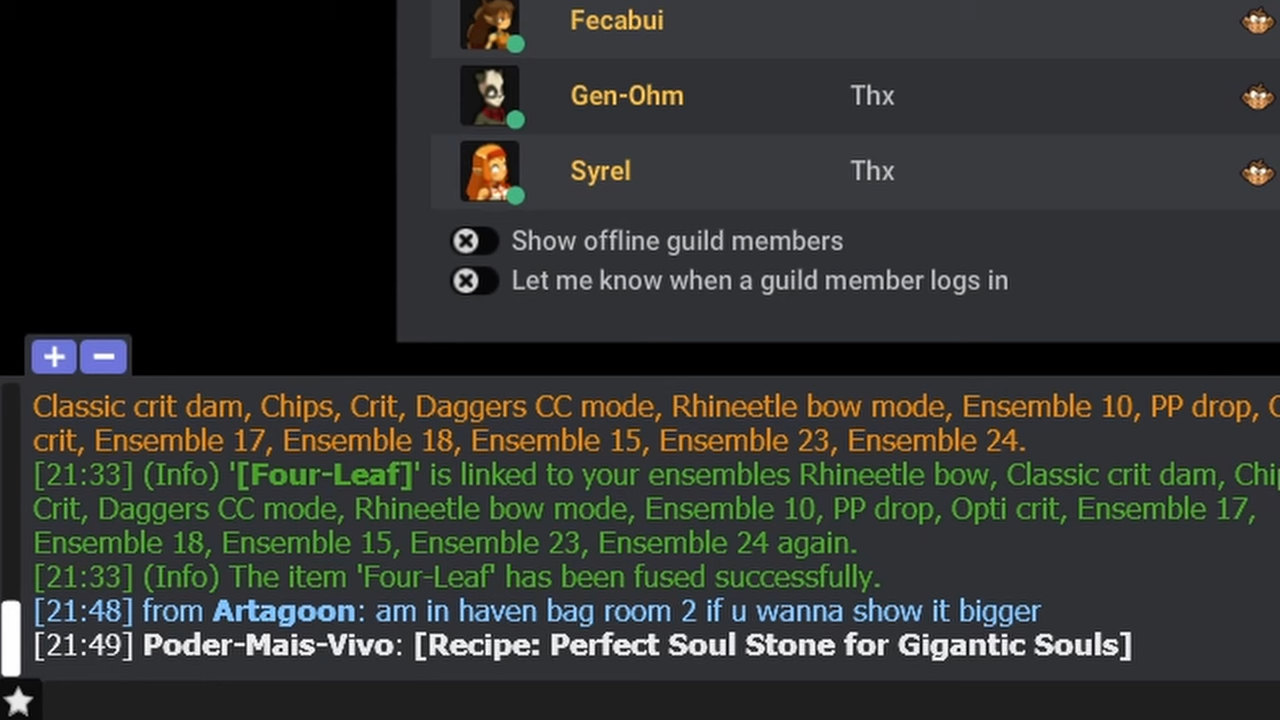 Fecabui
Gen-Ohm Thx
Syrel Thx
Show offline guild members
Let me know when a guild member logs in
Classic crit dam, Chips, Crit, Daggers CC mode, Rhineetle bow mode, Ensemble 10, PP drop,
crit, Ensemble 17, Ensemble 18, Ensemble 15, Ensemble 23, Ensemble 24.
[21:33] (Info) '[Four-Leaf]' is linked to your ensembles Rhineetle bow, Classic crit dam,
Crit, Daggers CC mode, Rhineetle bow mode, Ensemble 10, PP drop, Opti crit, Ensemble 17,
Ensemble 18, Ensemble 15, Ensemble 23, Ensemble 24 again.
[21:33] (Info) The item 'Four-Leaf' has been fused successfully.
[21:48] from Artagoon: am in haven bag room 2 if u wanna show it bigger
[21:49] Poder-Mais-Vivo: [Recipe: Perfect Soul Stone for Gigantic Souls]